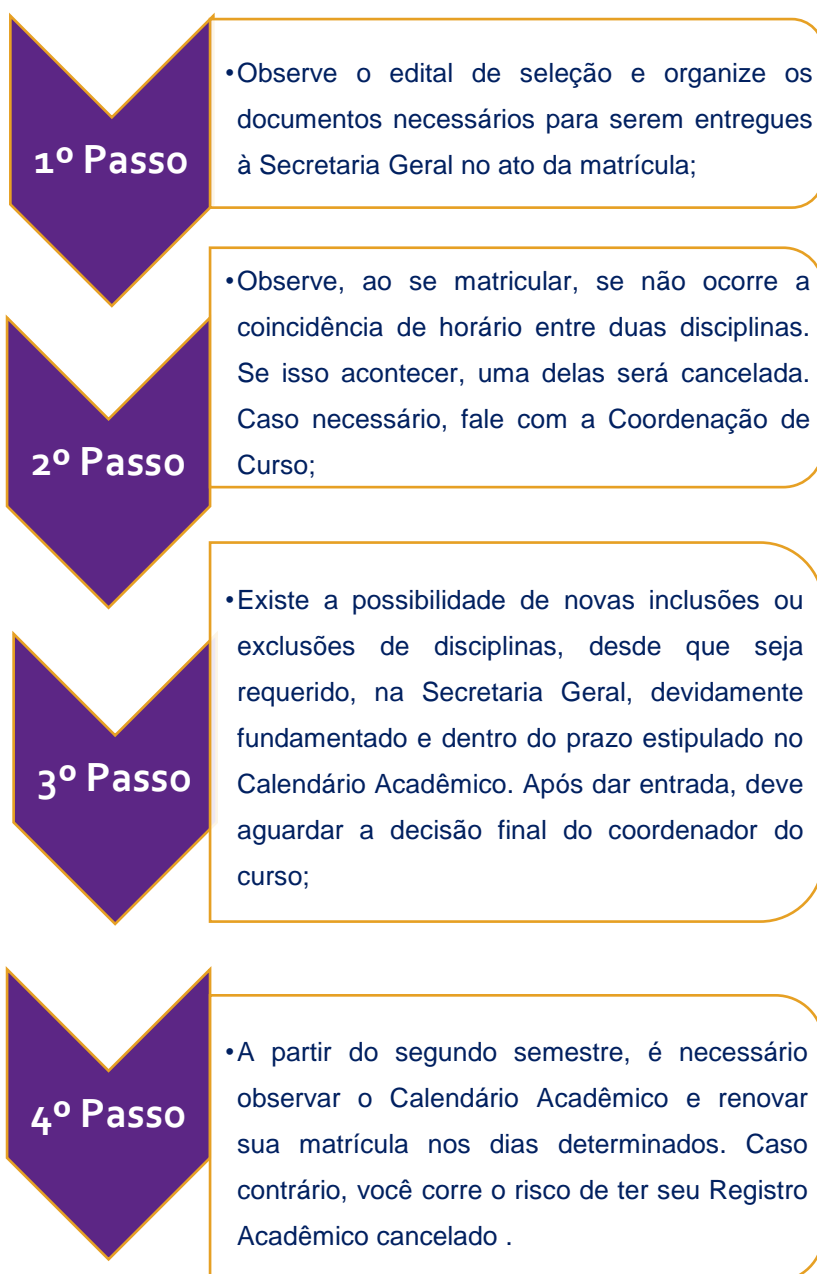 1º Passo
•Observe o edital de seleção e organize os
documentos necessários para serem entregues
à Secretaria Geral no ato da matrícula;
2º Passo
•Observe, ao se matricular, se não ocorre a
coincidência de horário entre duas disciplinas.
Se isso acontecer, uma delas será cancelada.
Caso necessário, fale com a Coordenação de
Curso;
3º Passo
•Existe a possibilidade de novas inclusões ou
exclusões de disciplinas, desde que seja
requerido, na Secretaria Geral, devidamente
fundamentado e dentro do prazo estipulado no
Calendário Acadêmico. Após dar entrada, deve
aguardar a decisão final do coordenador do
curso;
4º Passo
•A partir do segundo semestre, é necessário
observar o Calendário Acadêmico e renovar
sua matrícula nos dias determinados. Caso
contrário, você corre o risco de ter seu Registro
Acadêmico cancelado .